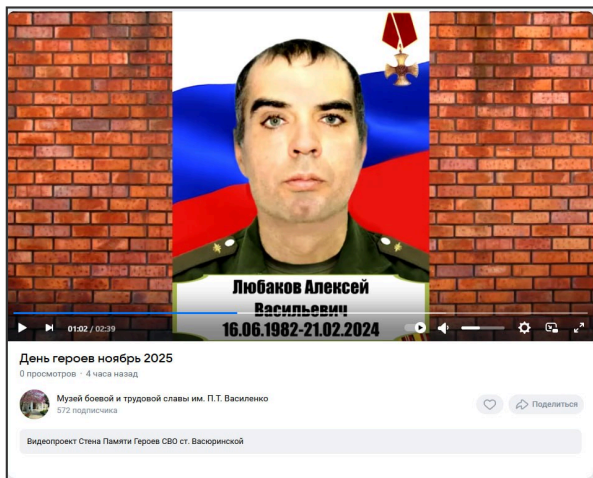 Любаков Алексей
Васильевич
16.06.1982-21.02.2024
01:02 / 02:39
День героев ноябрь 2025
0 просмотров · 4 часа назад
Музей боевой и трудовой славы им. П.Т. Василенко
572 подписчика
Поделиться
Видеопроект Стена Памяти Героев СВО ст. Васюринской